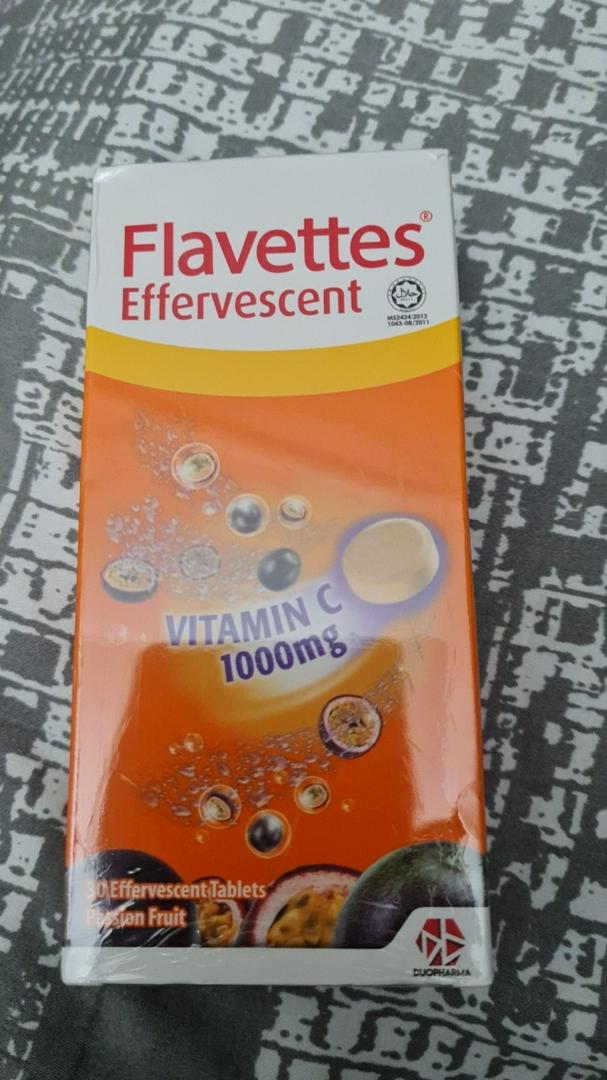 Flavettes®
Effervescent
MS2424:2012
1043-08/2011
VITAMIN C
1000mg
30 Effervescent Tablets
Passion Fruit
DUOPHARMA